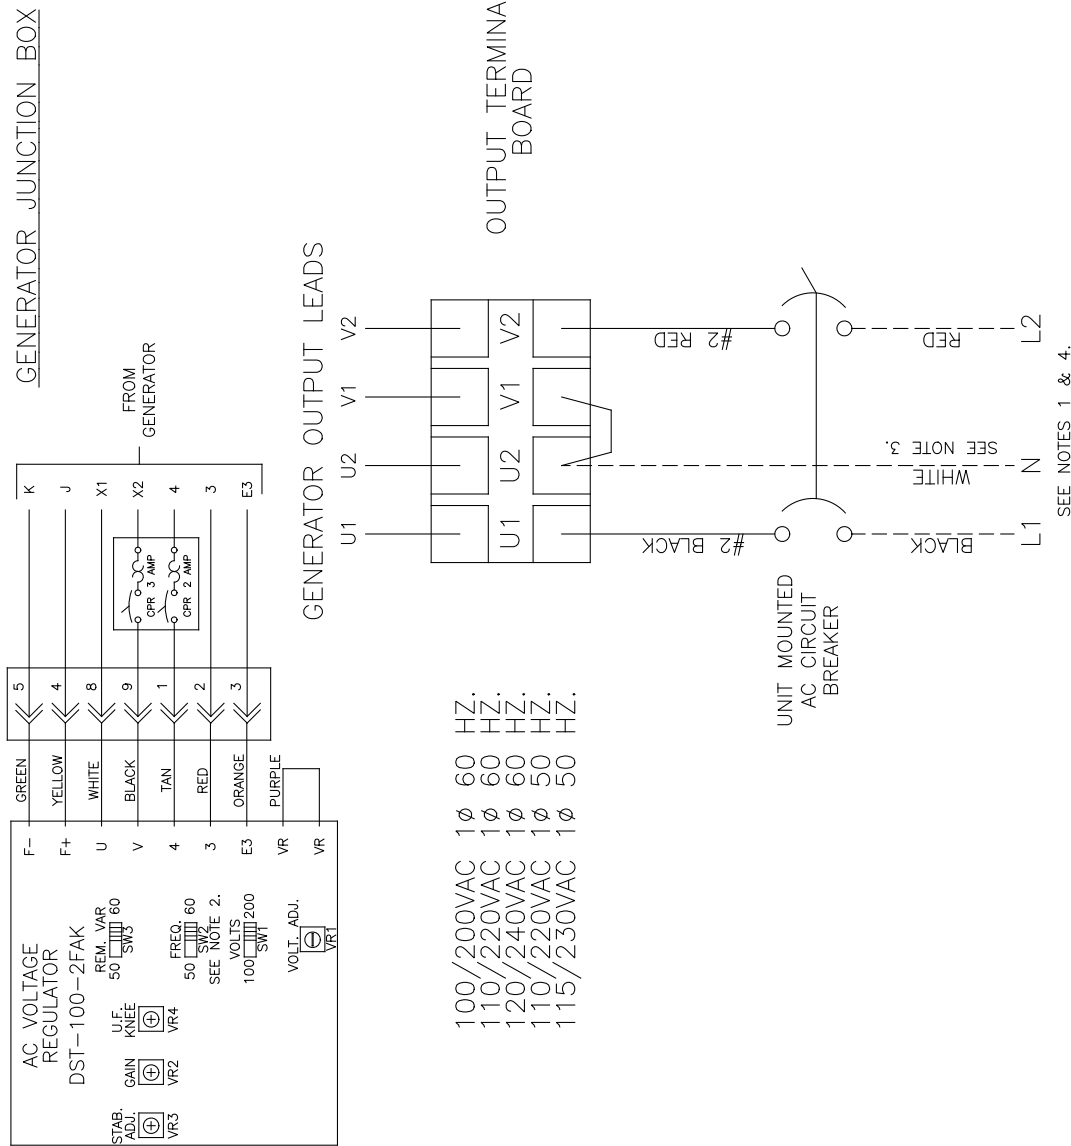 GENERATOR JUNCTION BOX
AC VOLTAGE
REGULATOR
DST-100-2FAK
STAB.
ADJ.
VR3
GAIN
VR2
U.F.
KNEE
VR4
REM. VAR
50
60
SW3
FREQ.
50
60
SW2
SEE NOTE 2.
VOLTS
100
200
SW1
VOLT. ADJ.
VR1
F- GREEN 5 K
F+ YELLOW 4 J
U WHITE 8 X1
V BLACK 9 X2
4 TAN 1 4
3 RED 2 3
E3 ORANGE 3 E3
VR PURPLE
VR
CPR 3 AMP
CPR 2 AMP
FROM
GENERATOR
GENERATOR OUTPUT LEADS
U1 U2 V1 V2
U1 U2 V1 V2
OUTPUT TERMINA
BOARD
100/200VAC 1Ø 60 HZ.
110/220VAC 1Ø 60 HZ.
120/240VAC 1Ø 60 HZ.
110/220VAC 1Ø 50 HZ.
115/230VAC 1Ø 50 HZ.
#2 BLACK
#2 RED
UNIT MOUNTED
AC CIRCUIT
BREAKER
BLACK
WHITE
SEE NOTE 3.
RED
L1 N L2
SEE NOTES 1 & 4.